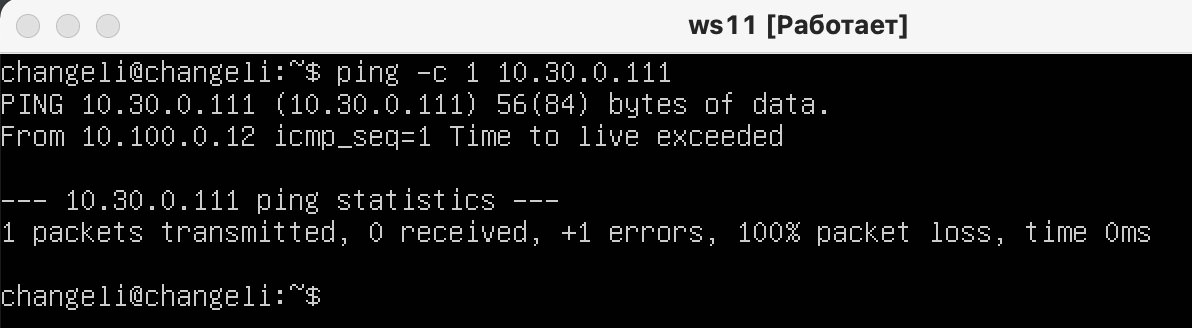 ws11 [Работает]
changeli@changeli:~$ ping -c 1 10.30.0.111
PING 10.30.0.111 (10.30.0.111) 56(84) bytes of data.
From 10.100.0.12 icmp_seq=1 Time to live exceeded
--- 10.30.0.111 ping statistics ---
1 packets transmitted, 0 received, +1 errors, 100% packet loss, time 0ms
changeli@changeli:~$